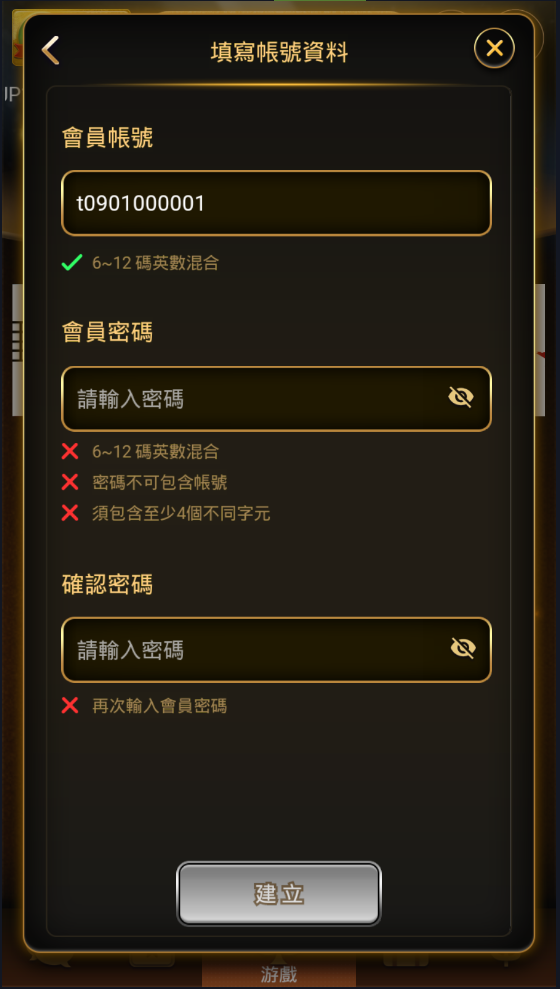 填寫帳號資料
JP
會員帳號
t0901000001
6~12 碼英數混合
會員密碼
請輸入密碼
6~12 碼英數混合
密碼不可包含帳號
須包含至少4個不同字元
確認密碼
請輸入密碼
再次輸入會員密碼
建立
游戲